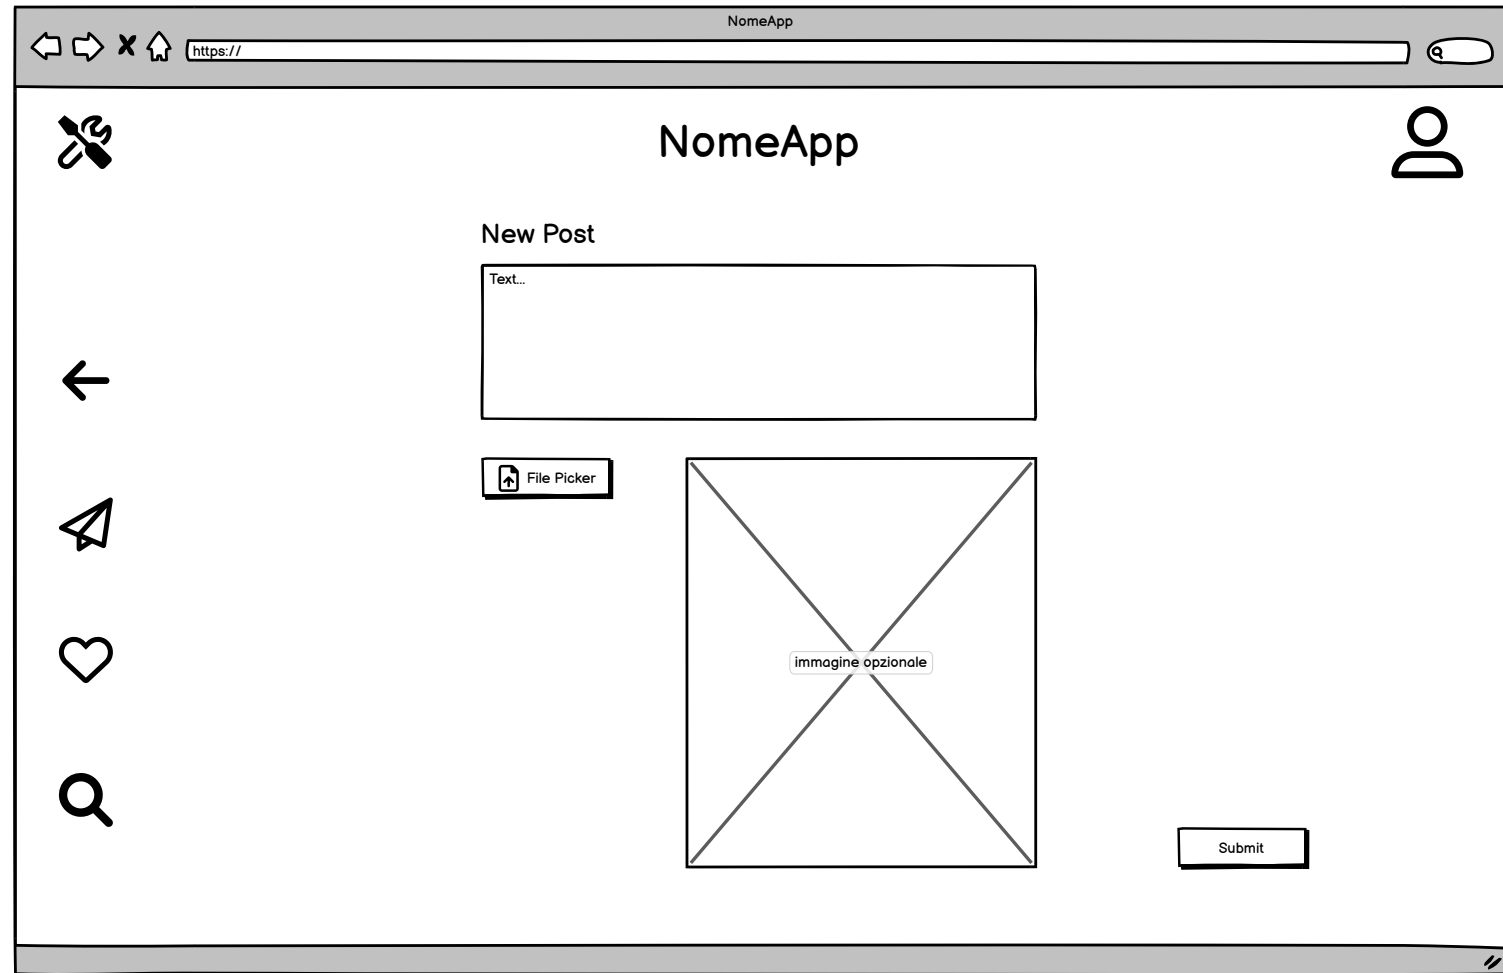 NomeApp
https://
NomeApp
New Post
Text...
File Picker
immagine opzionale
Submit